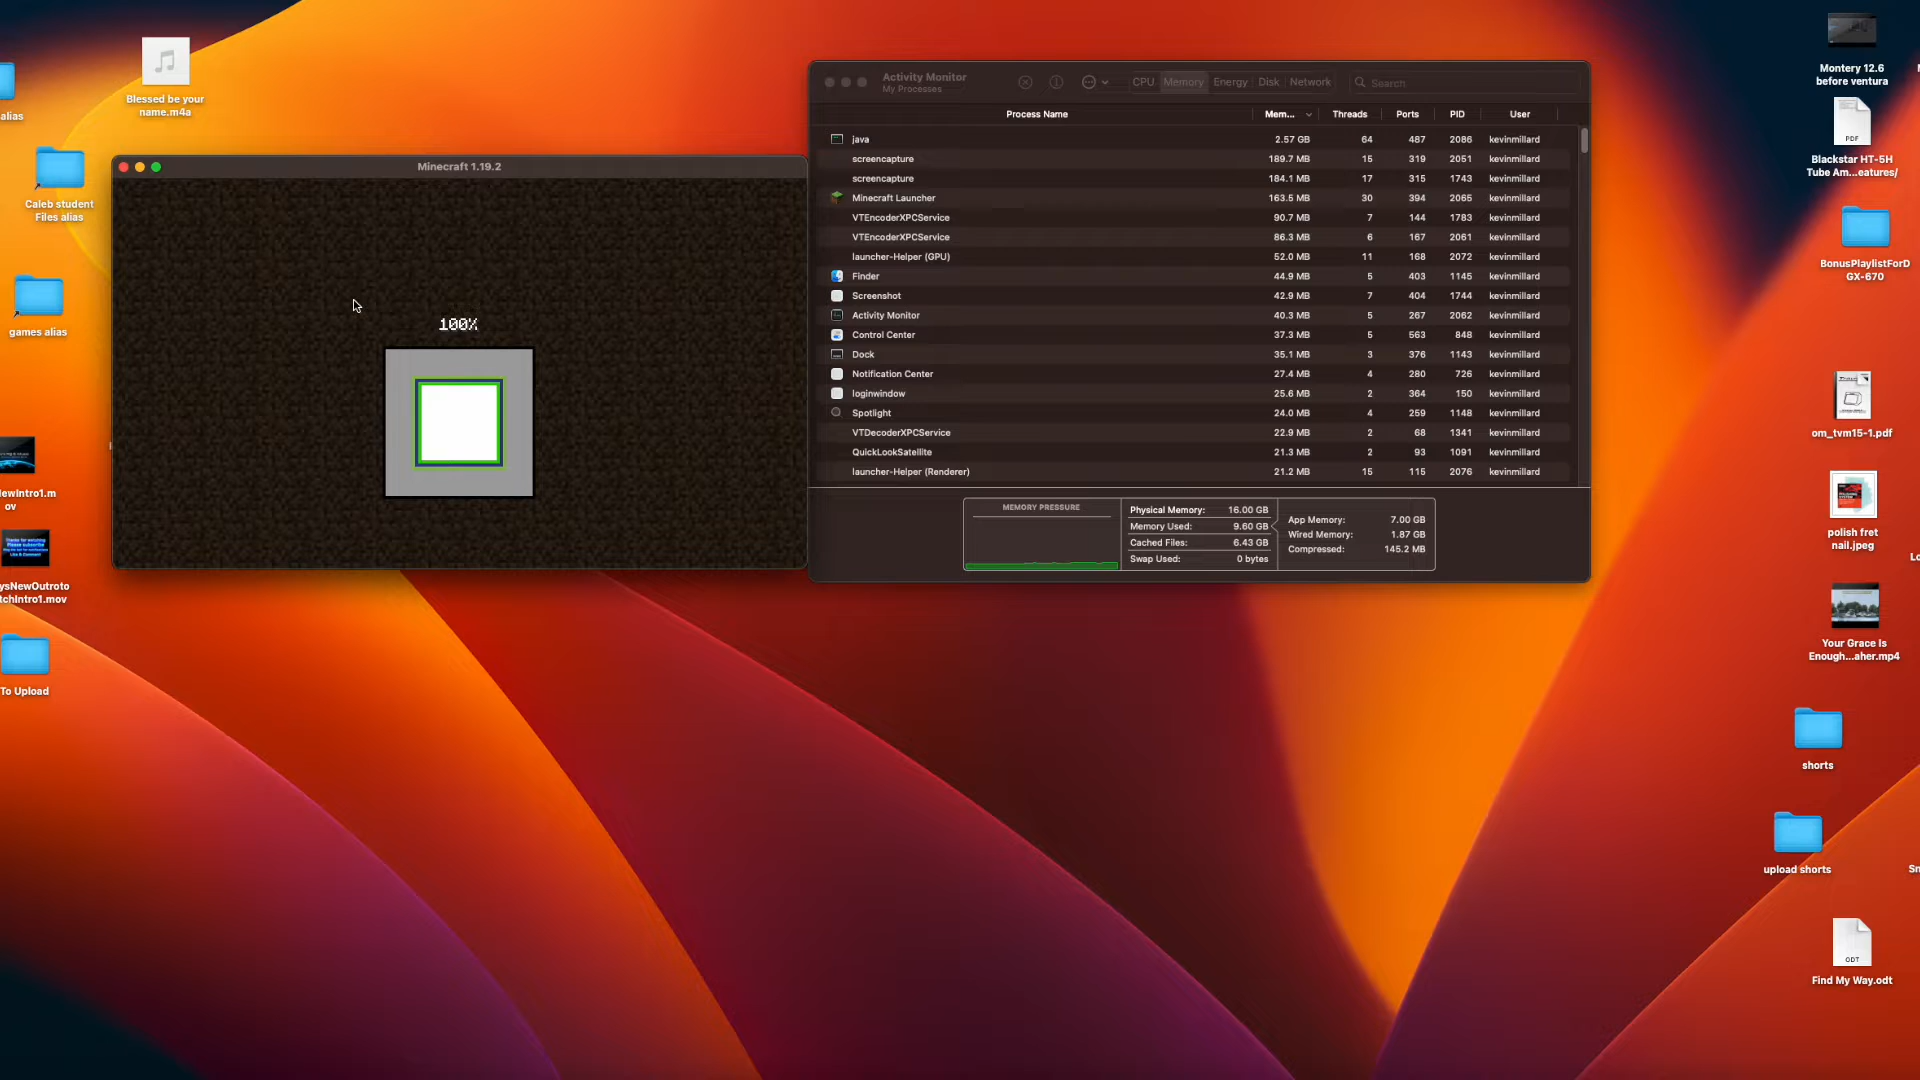 Blessed be your
name.m4a
alias
Caleb student
Files alias
games alias
ewIntro1.m
ov
ysNewOutroto
tchintro1.mov
To Upload
Minecraft 1.19.2
100%
Activity Monitor
My Processes
CPU Memory Energy Disk Network
Search
Process Name Mem... Threads Ports PID User
java 2.57 GB 64 487 2086 kevinmillard
screencapture 189.7 MB 15 319 2051 kevinmillard
screencapture 184.1 MB 17 315 1743 kevinmillard
Minecraft Launcher 163.5 MB 30 394 2065 kevinmillard
VTEncoderXPCService 90.7 MB 7 144 1783 kevinmillard
VTEncoderXPCService 86.3 MB 6 167 2061 kevinmillard
launcher-Helper (GPU) 52.0 MB 11 168 2072 kevinmillard
Finder 44.9 MB 5 403 1145 kevinmillard
Screenshot 42.9 MB 7 404 1744 kevinmillard
Activity Monitor 40.3 MB 5 267 2062 kevinmillard
Control Center 37.3 MB 5 563 848 kevinmillard
Dock 35.1 MB 3 376 1143 kevinmillard
Notification Center 27.4 MB 4 280 726 kevinmillard
loginwindow 25.6 MB 2 364 150 kevinmillard
Spotlight 24.0 MB 4 259 1148 kevinmillard
VTDecoderXPCService 22.9 MB 2 68 1341 kevinmillard
QuickLookSatellite 21.3 MB 2 93 1091 kevinmillard
launcher-Helper (Renderer) 21.2 MB 15 115 2076 kevinmillard
MEMORY PRESSURE
Physical Memory: 16.00 GB
Memory Used: 9.60 GB
Cached Files: 6.43 GB
Swap Used: 0 bytes
App Memory: 7.00 GB
Wired Memory: 1.87 GB
Compressed: 145.2 MB
Montery 12.6
before ventura
PDF
Blackstar HT-5H
Tube Am...eatures/
BonusPlaylistForD
GX-670
om_tvm15-1.pdf
polish fret
nail.jpeg
Your Grace is
Enough...aher.mp4
shorts
upload shorts
ODT
Find My Way.odt